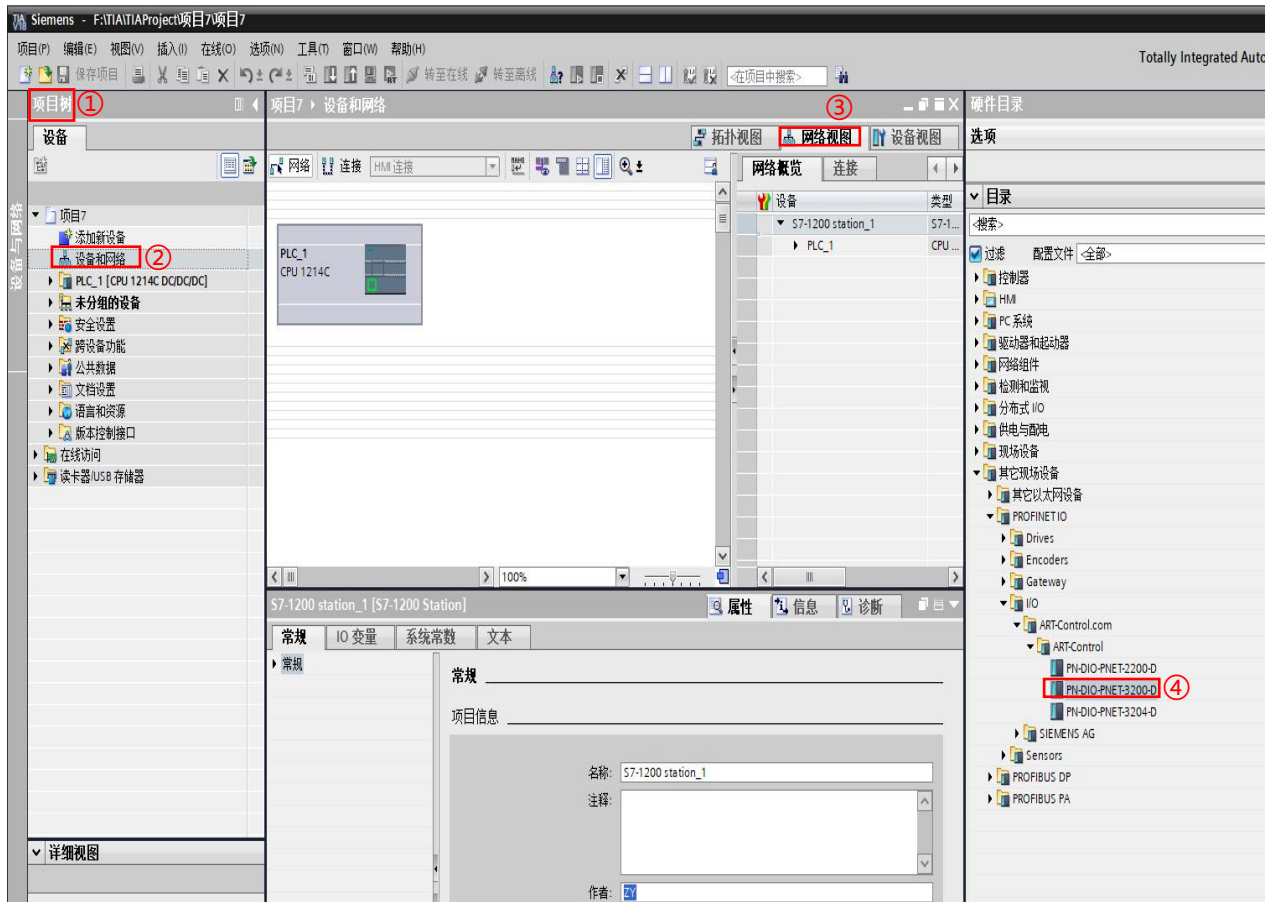 Siemens - F:\TIA\TIAProject\项目7\项目7
项目(P) 编辑(E) 视图(V) 插入(I) 在线(O) 选项(N) 工具(T) 窗口(W) 帮助(H)
Totally Integrated Auto
保存项目 转至在线 转至离线 <在项目中搜索>
项目树 ①
设备
设备与网络
项目7
添加新设备
设备和网络 ②
PLC_1 [CPU 1214C DC/DC/DC]
未分组的设备
安全设置
跨设备功能
公共数据
文档设置
语言和资源
版本控制接口
在线访问
读卡器/USB 存储器
详细视图
项目7 ▸ 设备和网络
③
拓扑视图 网络视图 设备视图
网络 连接 HMI 连接
PLC_1
CPU 1214C
100%
网络概览 连接
设备 类型
S7-1200 station_1 S7-1...
PLC_1 CPU ...
S7-1200 station_1 [S7-1200 Station]
属性 信息 诊断
常规 IO 变量 系统常数 文本
常规
常规
项目信息
名称: S7-1200 station_1
注释:
作者: ZY
硬件目录
选项
目录
<搜索>
过滤 配置文件 <全部>
控制器
HMI
PC 系统
驱动器和起动器
网络组件
检测和监视
分布式 I/O
供电与配电
现场设备
其它现场设备
其它以太网设备
PROFINET IO
Drives
Encoders
Gateway
I/O
ART-Control.com
ART-Control
PN-DIO-PNET-2200-D
PN-DIO-PNET-3200-D ④
PN-DIO-PNET-3204-D
SIEMENS AG
Sensors
PROFIBUS DP
PROFIBUS PA